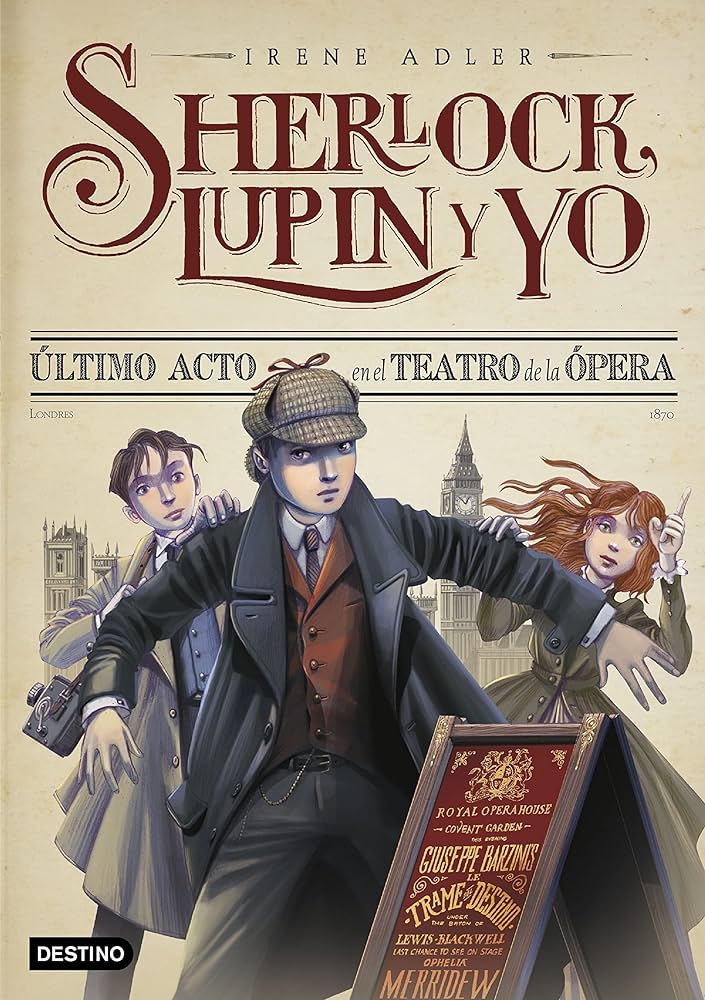 IRENE ADLER
SHERLOCK,
LUPIN Y YO
ÚLTIMO ACTO en el TEATRO de la ÓPERA
LONDRES 1870
ROYAL OPERA HOUSE
COVENT GARDEN
THIS EVENING
GIUSEPPE BARZINI'S
LE
TRAME DEL DESTINO
UNDER
THE BATON OF
LEWIS-BLACKWELL
LAST CHANCE TO SEE ON STAGE
OPHELIA
MERRIDEW
DESTINO